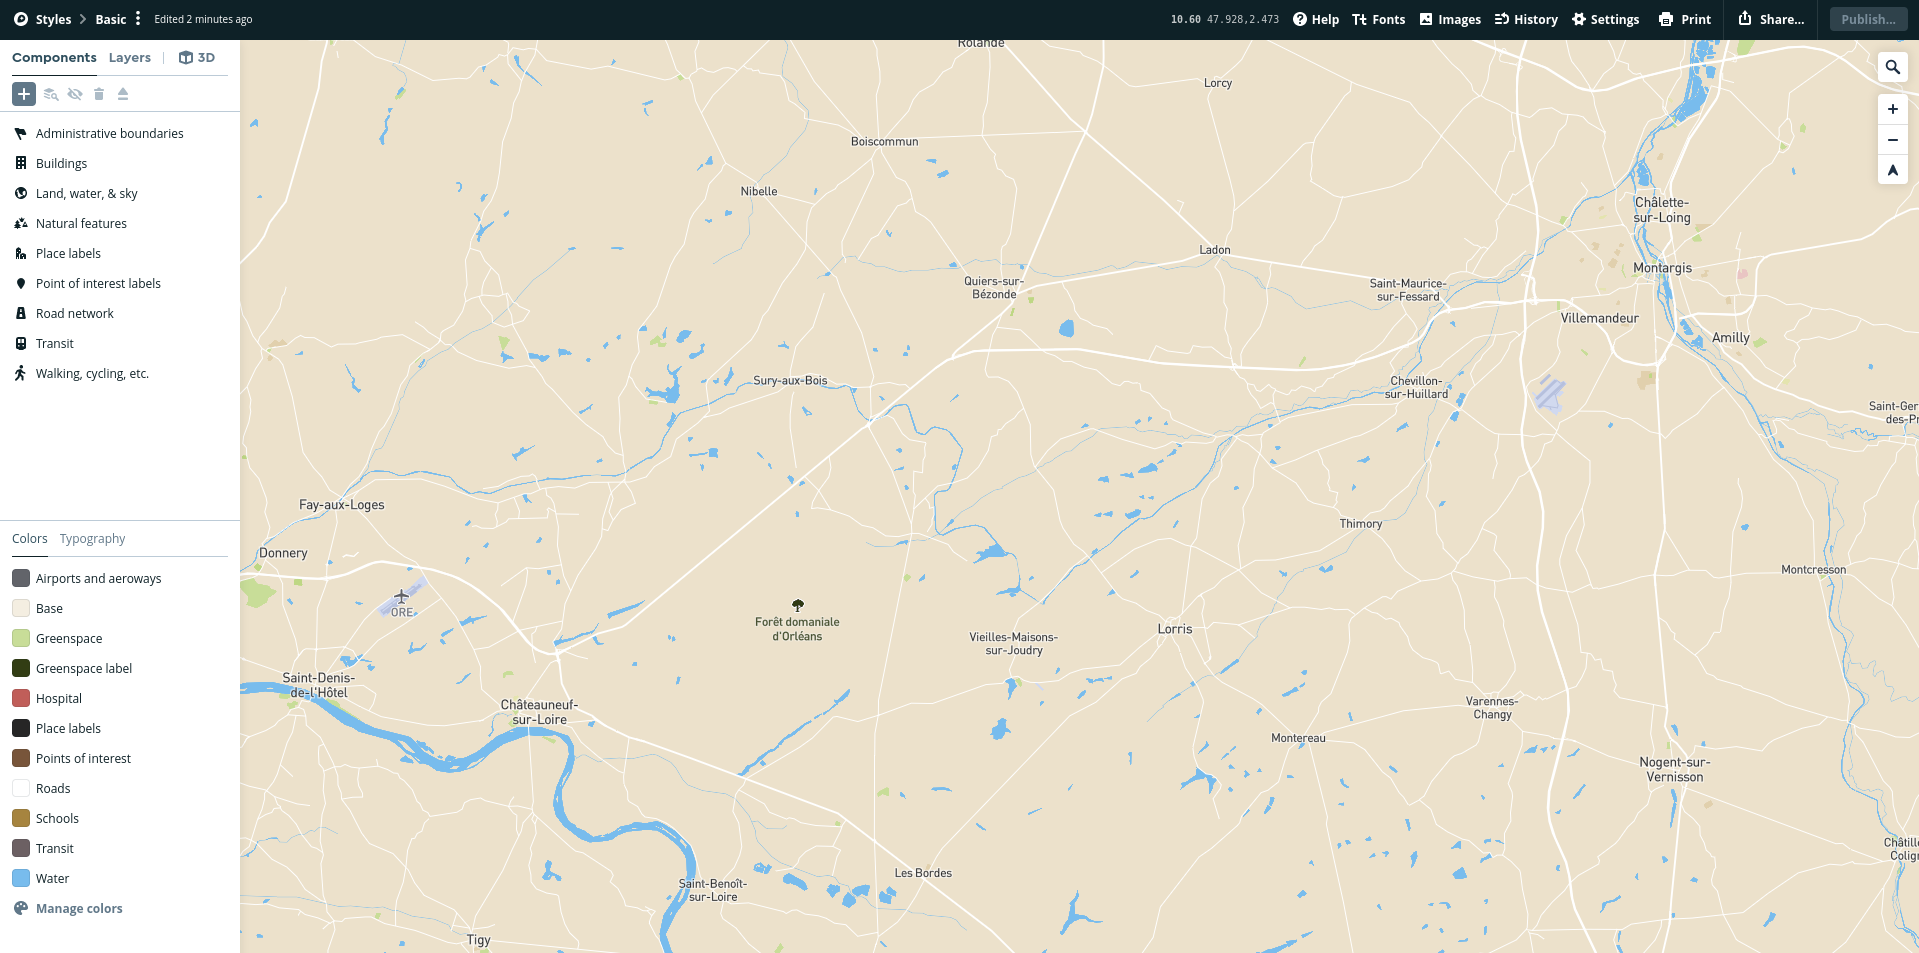 Styles
Basic
Edited 2 minutes ago
10.60 47.928,2.473
Help
Fonts
Images
History
Settings
Print
Share...
Publish...
Components
Layers
3D
Administrative boundaries
Buildings
Land, water, & sky
Natural features
Place labels
Point of interest labels
Road network
Transit
Walking, cycling, etc.
Colors
Typography
Airports and aeroways
Base
Greenspace
Greenspace label
Hospital
Place labels
Points of interest
Roads
Schools
Transit
Water
Manage colors
Rolande
Lorcy
Boiscommun
Nibelle
Châlette-
sur-Loing
Ladon
Montargis
Quiers-sur-
Bézonde
Saint-Maurice-
sur-Fessard
Villemandeur
Amilly
Sury-aux-Bois
Chevillon-
sur-Huillard
Saint-Ger
des-Pr
Fay-aux-Loges
Thimory
Donnery
Montcresson
ORE
Forêt domaniale
d'Orléans
Vieilles-Maisons-
sur-Joudry
Lorris
Saint-Denis-
de-l'Hôtel
Châteauneuf-
sur-Loire
Varennes-
Changy
Montereau
Nogent-sur-
Vernisson
Châtill
Colig
Les Bordes
Saint-Benoît-
sur-Loire
Tigy